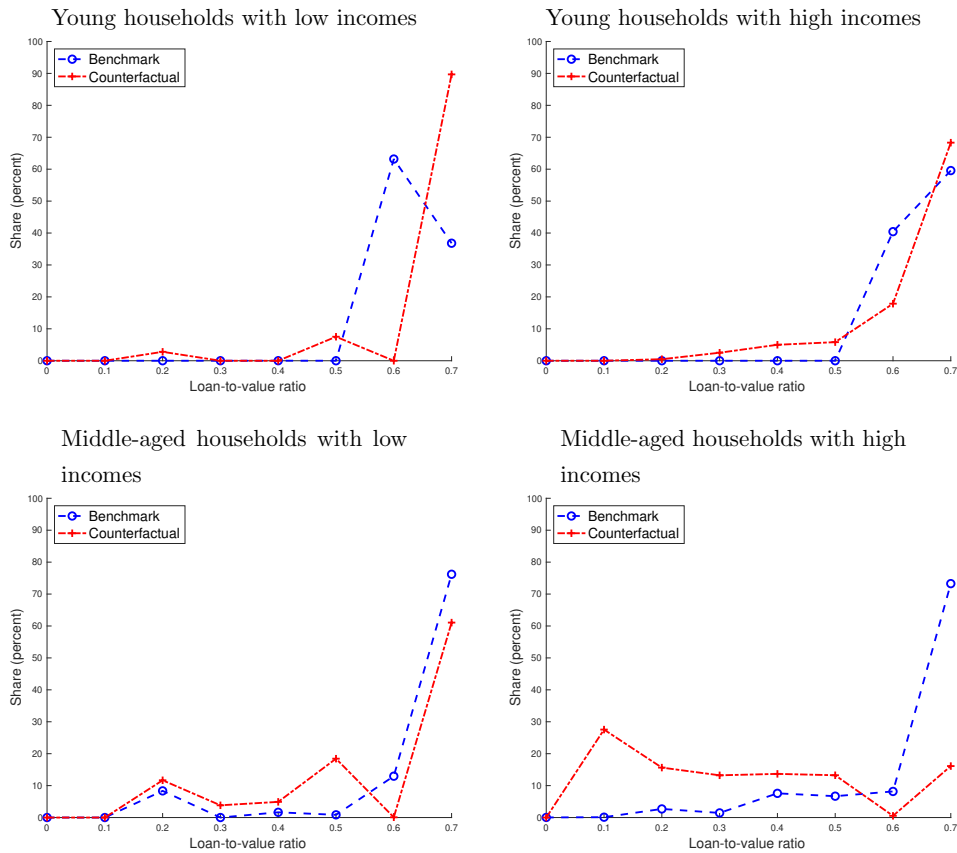 Young households with low incomes
100
90
80
70
60
50
40
30
20
10
0
Share (percent)
Benchmark
Counterfactual
0 0.1 0.2 0.3 0.4 0.5 0.6 0.7
Loan-to-value ratio
Young households with high incomes
100
90
80
70
60
50
40
30
20
10
0
Share (percent)
Benchmark
Counterfactual
0 0.1 0.2 0.3 0.4 0.5 0.6 0.7
Loan-to-value ratio
Middle-aged households with low
incomes
100
90
80
70
60
50
40
30
20
10
0
Share (percent)
Benchmark
Counterfactual
0 0.1 0.2 0.3 0.4 0.5 0.6 0.7
Loan-to-value ratio
Middle-aged households with high
incomes
100
90
80
70
60
50
40
30
20
10
0
Share (percent)
Benchmark
Counterfactual
0 0.1 0.2 0.3 0.4 0.5 0.6 0.7
Loan-to-value ratio